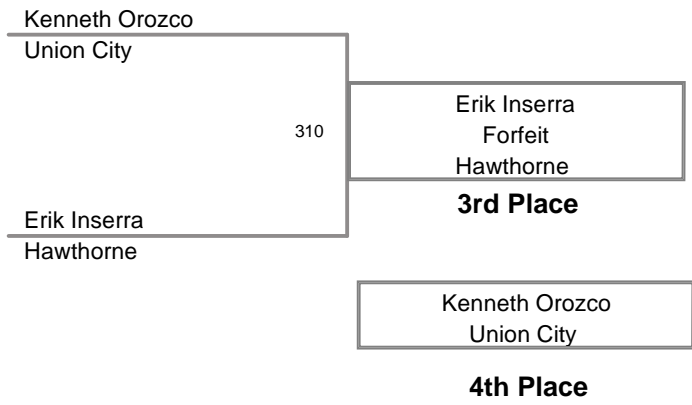 Kenneth Orozco
Union City
310
Erik Inserra
Forfeit
Hawthorne
3rd Place
Erik Inserra
Hawthorne
Kenneth Orozco
Union City
4th Place